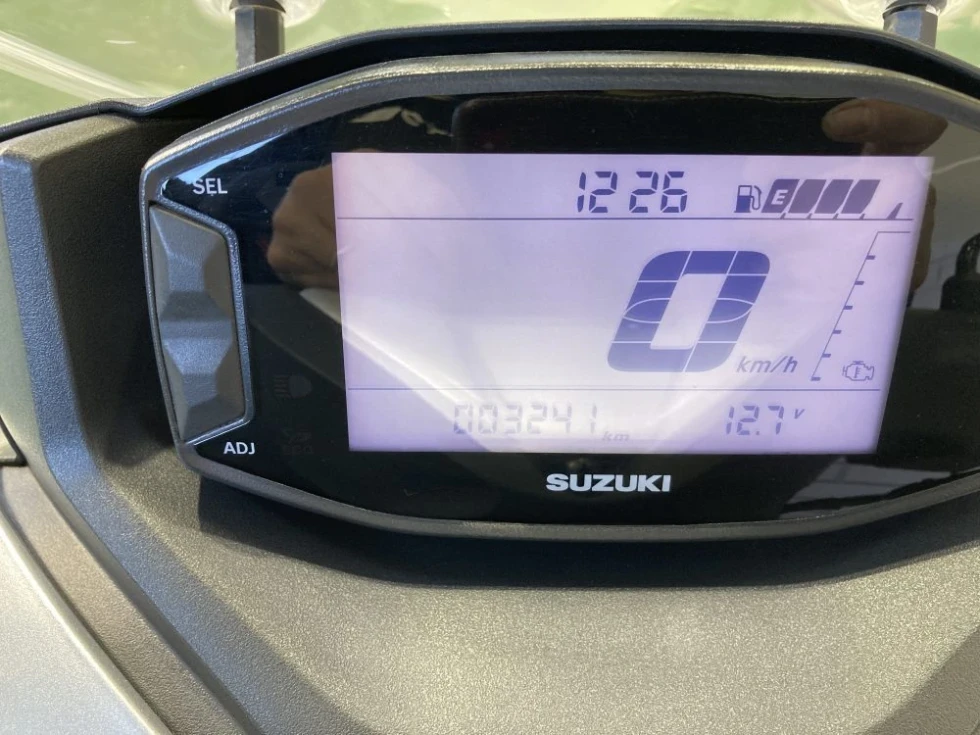 SEL
12 26 E
0 km/h
003241 km 12.7 V
ADJ
SUZUKI